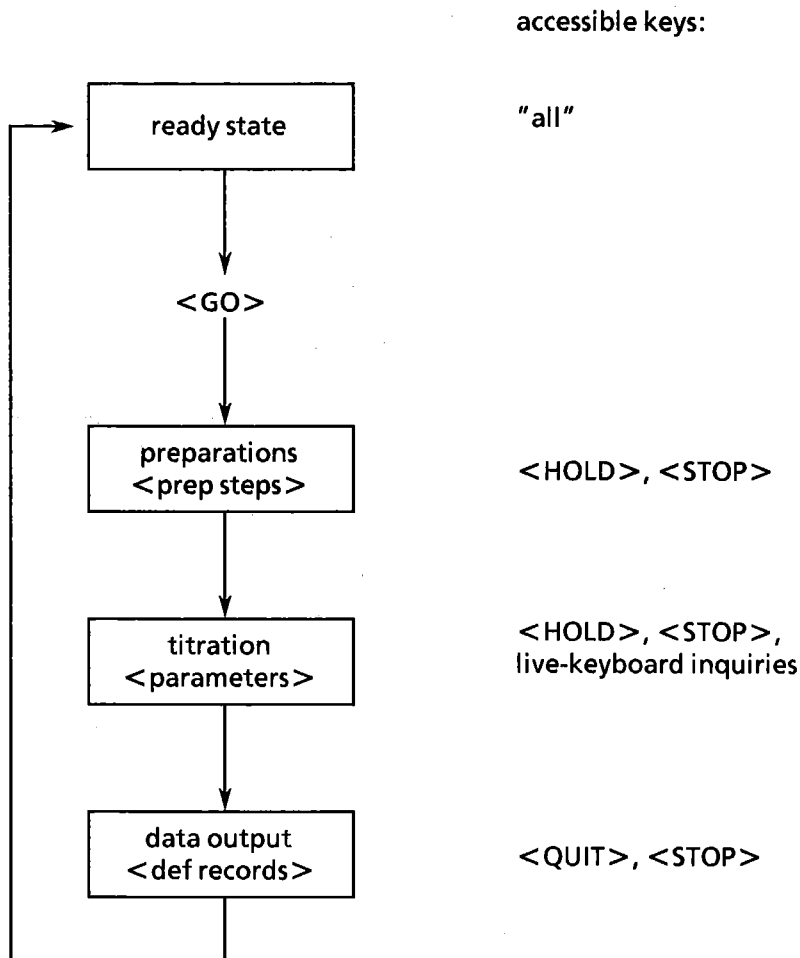 accessible keys:
ready state
"all"
<GO>
preparations
<prep steps>
<HOLD>, <STOP>
titration
<parameters>
<HOLD>, <STOP>,
live-keyboard inquiries
data output
<def records>
<QUIT>, <STOP>